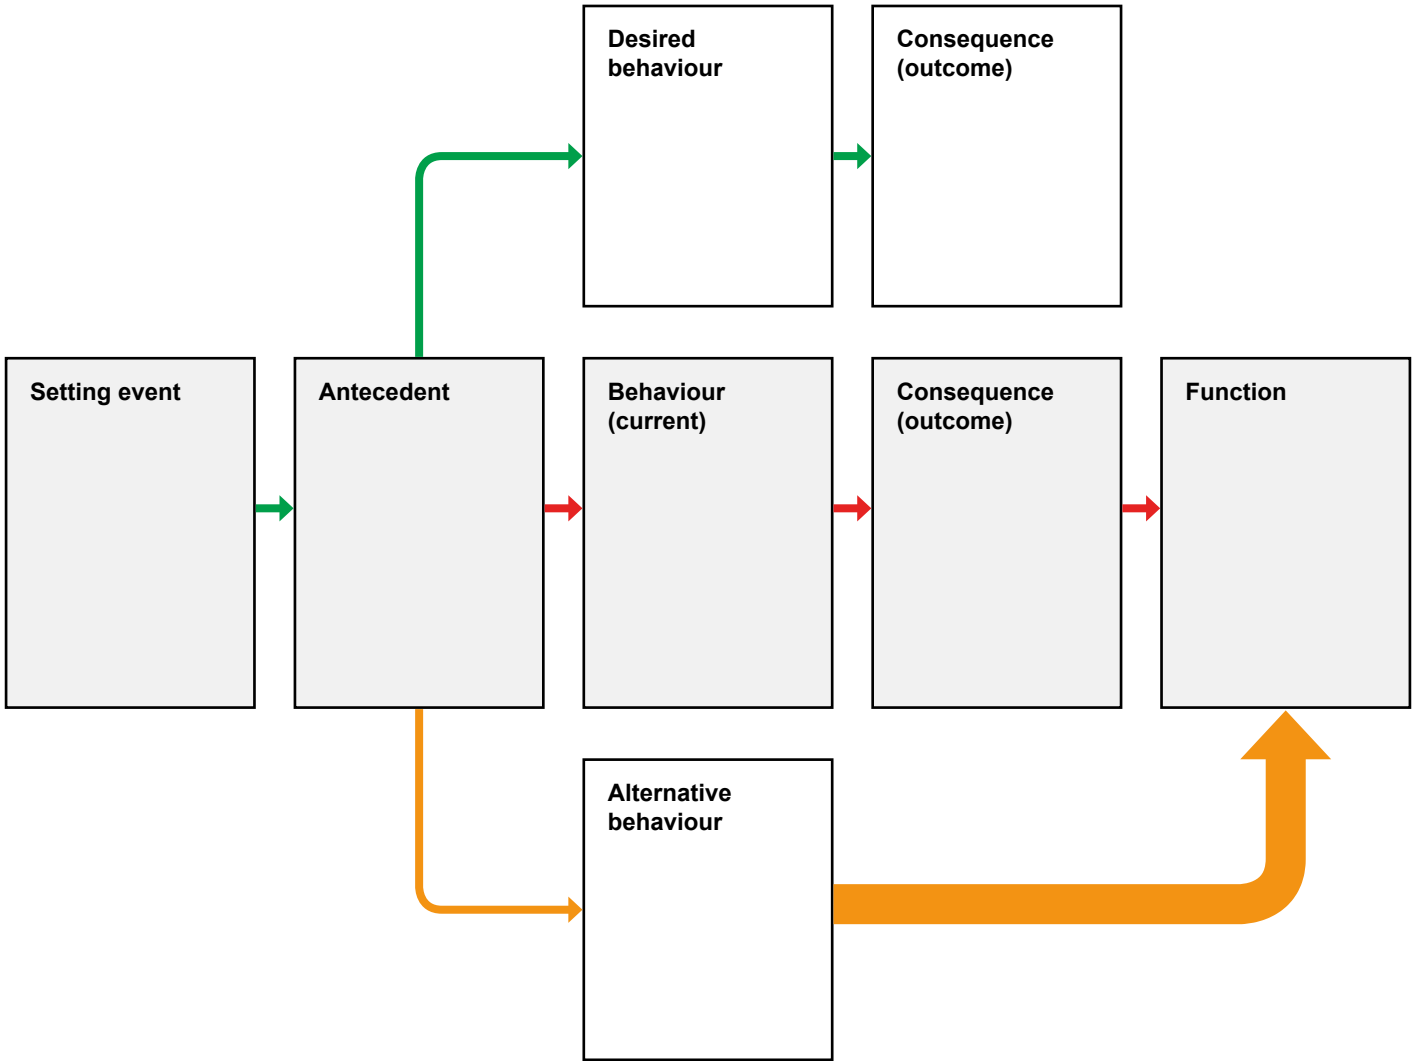 Desired
behaviour
Consequence
(outcome)
Setting event
Antecedent
Behaviour
(current)
Consequence
(outcome)
Function
Alternative
behaviour